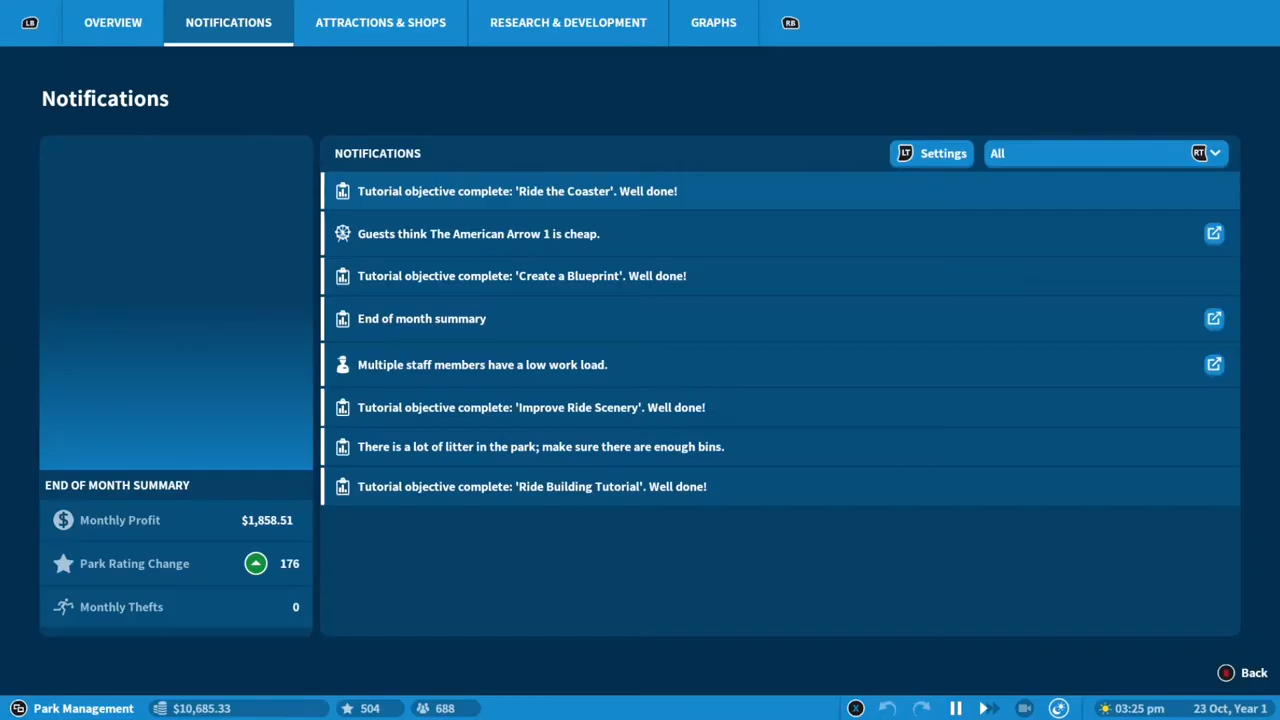 LB
OVERVIEW
NOTIFICATIONS
ATTRACTIONS & SHOPS
RESEARCH & DEVELOPMENT
GRAPHS
RB
Notifications
NOTIFICATIONS
LT Settings
All RT
Tutorial objective complete: 'Ride the Coaster'. Well done!
Guests think The American Arrow 1 is cheap.
Tutorial objective complete: 'Create a Blueprint'. Well done!
End of month summary
Multiple staff members have a low work load.
Tutorial objective complete: 'Improve Ride Scenery'. Well done!
There is a lot of litter in the park; make sure there are enough bins.
Tutorial objective complete: 'Ride Building Tutorial'. Well done!
END OF MONTH SUMMARY
Monthly Profit $1,858.51
Park Rating Change 176
Monthly Thefts 0
Back
Park Management $10,685.33 504 688 X 03:25 pm 23 Oct, Year 1